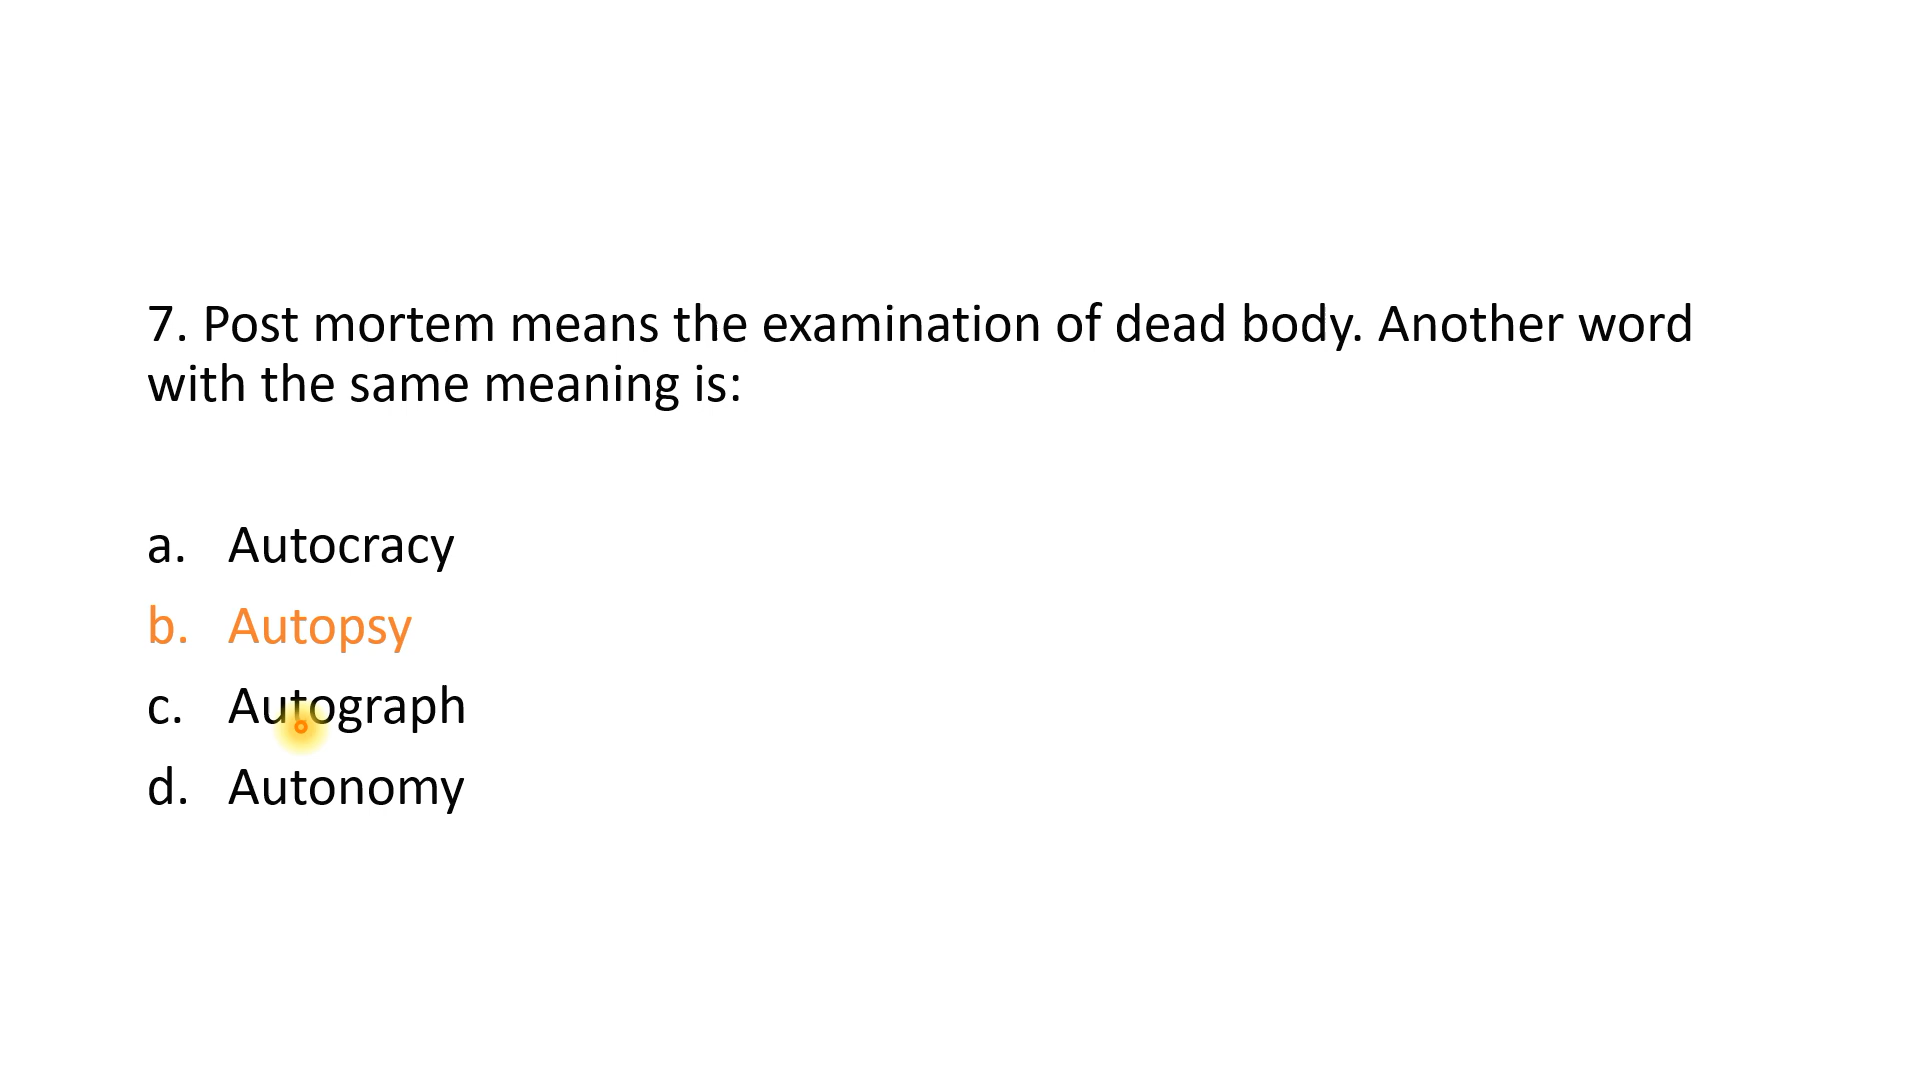 7. Post mortem means the examination of dead body. Another word
with the same meaning is:
a. Autocracy
b. Autopsy
c. Autograph
d. Autonomy